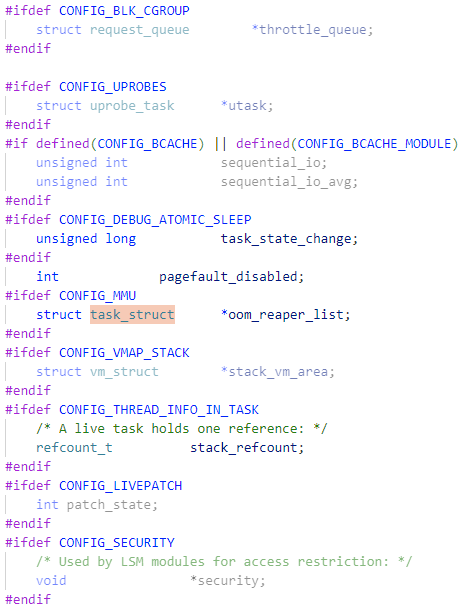 #ifdef CONFIG_BLK_CGROUP
    struct request_queue        *throttle_queue;
#endif

#ifdef CONFIG_UPROBES
    struct uprobe_task      *utask;
#endif
#if defined(CONFIG_BCACHE) || defined(CONFIG_BCACHE_MODULE)
    unsigned int            sequential_io;
    unsigned int            sequential_io_avg;
#endif
#ifdef CONFIG_DEBUG_ATOMIC_SLEEP
    unsigned long           task_state_change;
#endif
    int             pagefault_disabled;
#ifdef CONFIG_MMU
    struct task_struct      *oom_reaper_list;
#endif
#ifdef CONFIG_VMAP_STACK
    struct vm_struct        *stack_vm_area;
#endif
#ifdef CONFIG_THREAD_INFO_IN_TASK
    /* A live task holds one reference: */
    refcount_t          stack_refcount;
#endif
#ifdef CONFIG_LIVEPATCH
    int patch_state;
#endif
#ifdef CONFIG_SECURITY
    /* Used by LSM modules for access restriction: */
    void                *security;
#endif